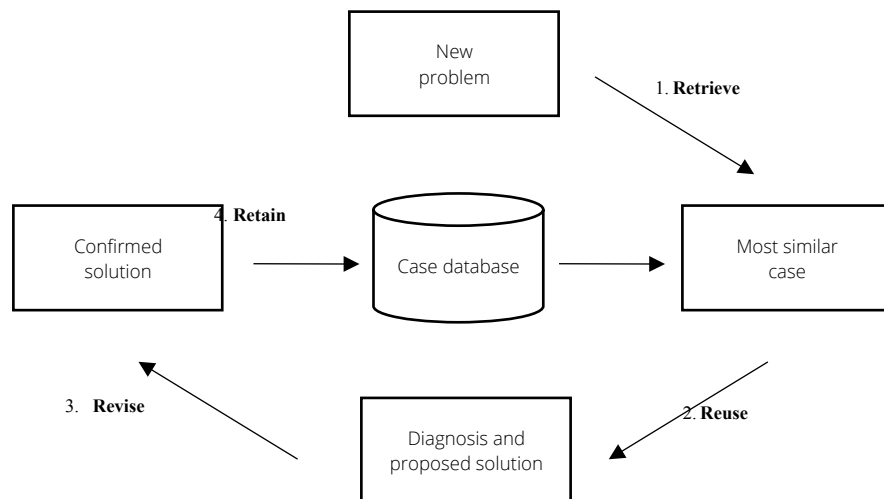 New
problem
1. Retrieve
4. Retain
Confirmed
solution
Case database
Most similar
case
3. Revise
2. Reuse
Diagnosis and
proposed solution